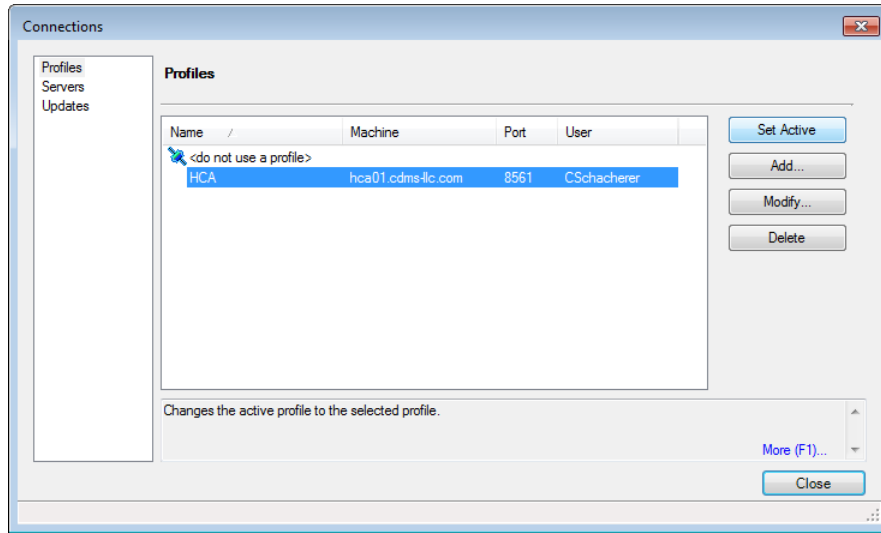 Connections
Profiles
Servers
Updates
Profiles
Name Machine Port User
<do not use a profile>
HCA hca01.cdms-llc.com 8561 CSchacherer
Set Active
Add...
Modify...
Delete
Changes the active profile to the selected profile.
More (F1)...
Close